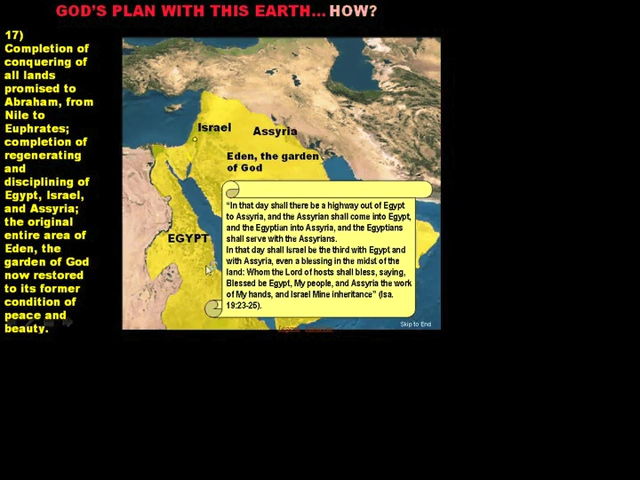 GOD'S PLAN WITH THIS EARTH... HOW?
17)
Completion of
conquering of
all lands
promised to
Abraham, from
Nile to
Euphrates;
completion of
regenerating
and
disciplining of
Egypt, Israel,
and Assyria;
the original
entire area of
Eden, the
garden of God
now restored
to its former
condition of
peace and
beauty.
Israel
Assyria
Eden, the garden
of God
EGYPT
"In that day shall there be a highway out of Egypt
to Assyria, and the Assyrian shall come into Egypt,
and the Egyptian into Assyria, and the Egyptians
shall serve with the Assyrians.
In that day shall Israel be the third with Egypt and
with Assyria, even a blessing in the midst of the
land: Whom the Lord of hosts shall bless, saying,
Blessed be Egypt, My people, and Assyria the work
of My hands, and Israel Mine inheritance" (Isa.
19:23-25).
Skip to End